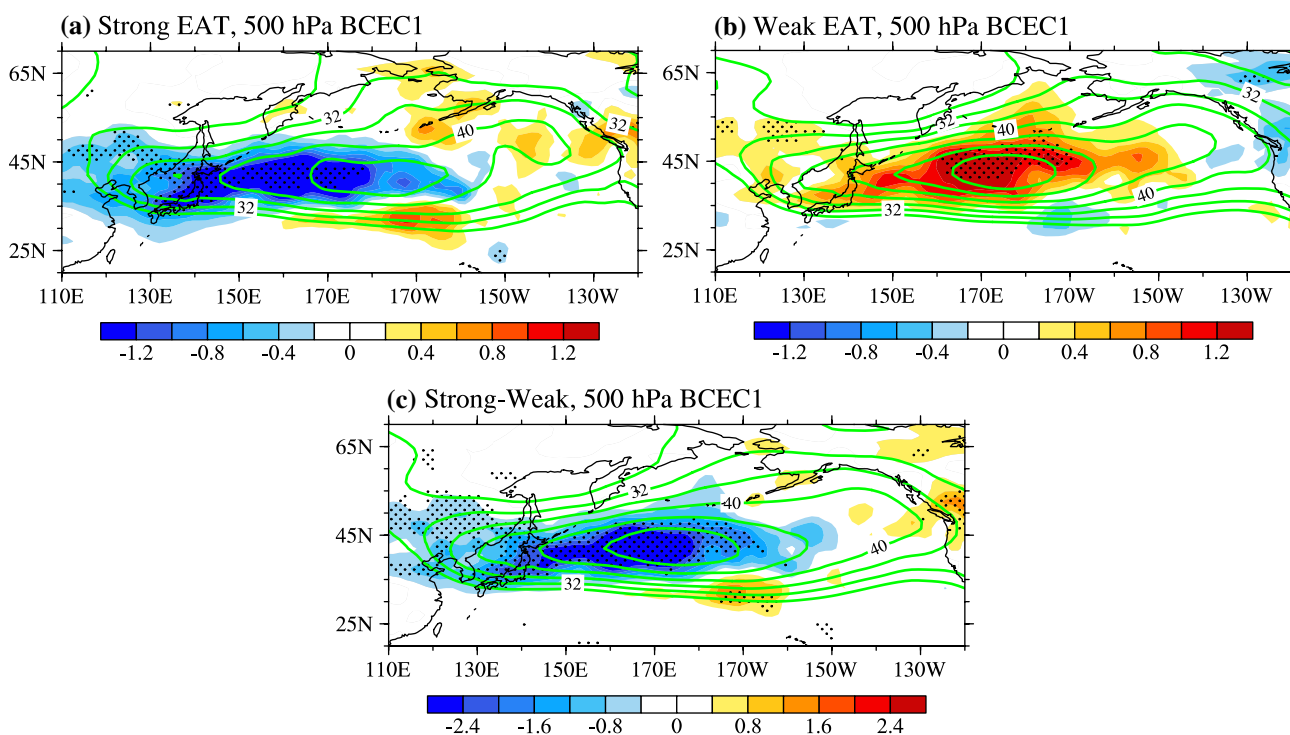 (a) Strong EAT, 500 hPa BCEC1
(b) Weak EAT, 500 hPa BCEC1
65N
45N
25N
32
40
32
32
110E 130E 150E 170E 170W 150W 130W
-1.2 -0.8 -0.4 0 0.4 0.8 1.2
65N
45N
25N
32
40
32
40
32
110E 130E 150E 170E 170W 150W 130W
-1.2 -0.8 -0.4 0 0.4 0.8 1.2
(c) Strong-Weak, 500 hPa BCEC1
65N
45N
25N
32
40
40
32
110E 130E 150E 170E 170W 150W 130W
-2.4 -1.6 -0.8 0 0.8 1.6 2.4